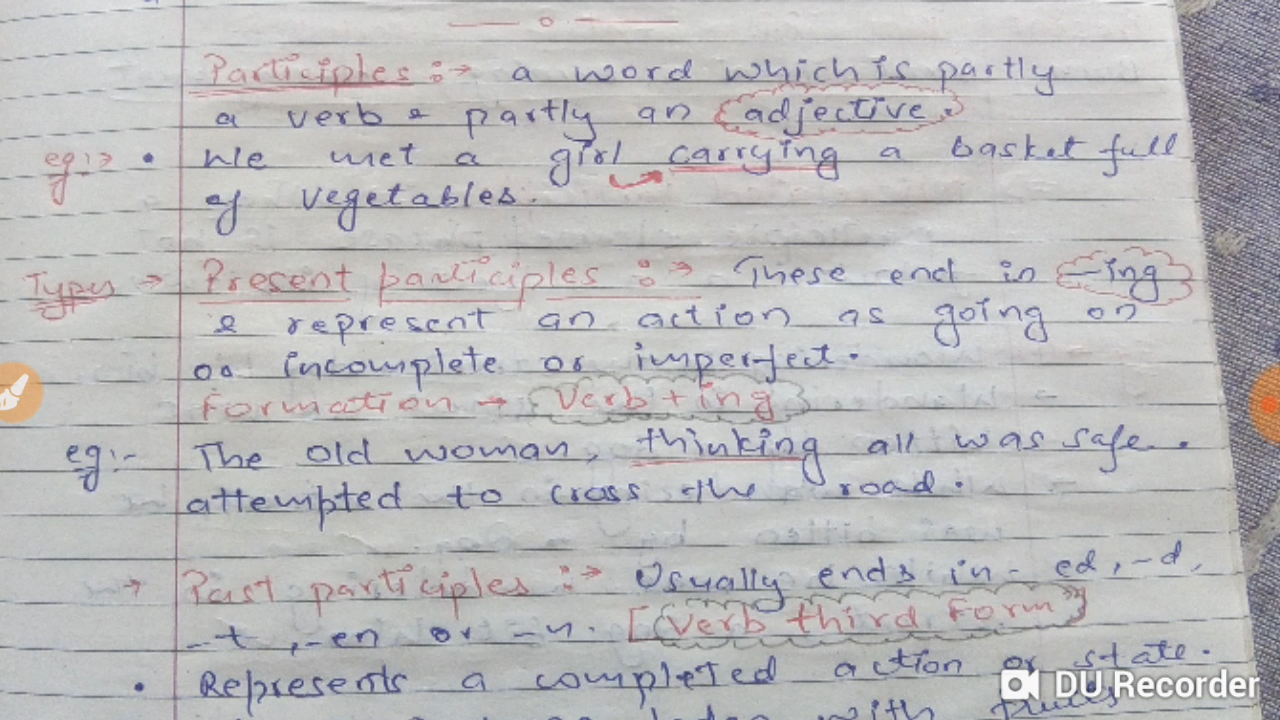 Participles :→ a word which is partly
a verb & partly an adjective.
eg:→ • We met a girl carrying a basket full
of vegetables.
Types → Present participles :→ These end in -ing
& represent an action as going on
or incomplete or imperfect.
Formation → Verb + ing
eg:- The old woman, thinking all was safe.
attempted to cross the road.
→ Past participles :→ Usually ends in - ed, -d,
-t, -en or -n. [Verb third form]
• Represents a completed action or state.
with
DU Recorder